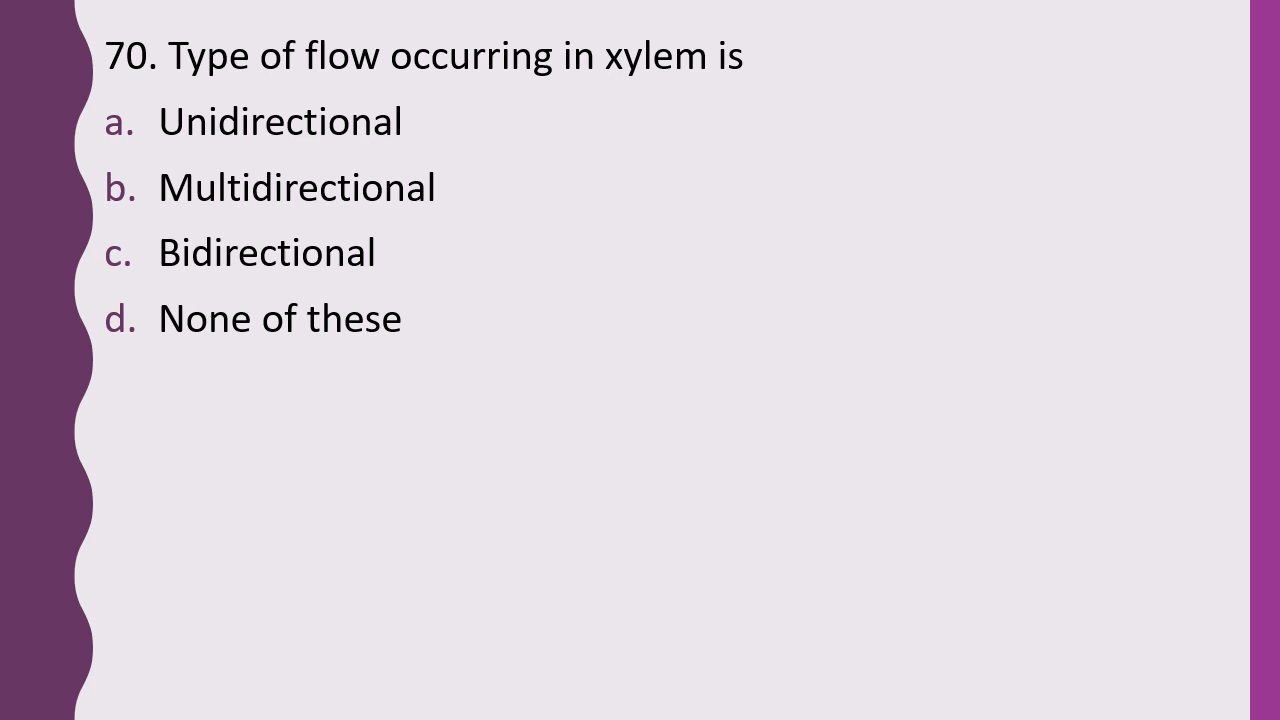 70. Type of flow occurring in xylem is
a. Unidirectional
b. Multidirectional
c. Bidirectional
d. None of these